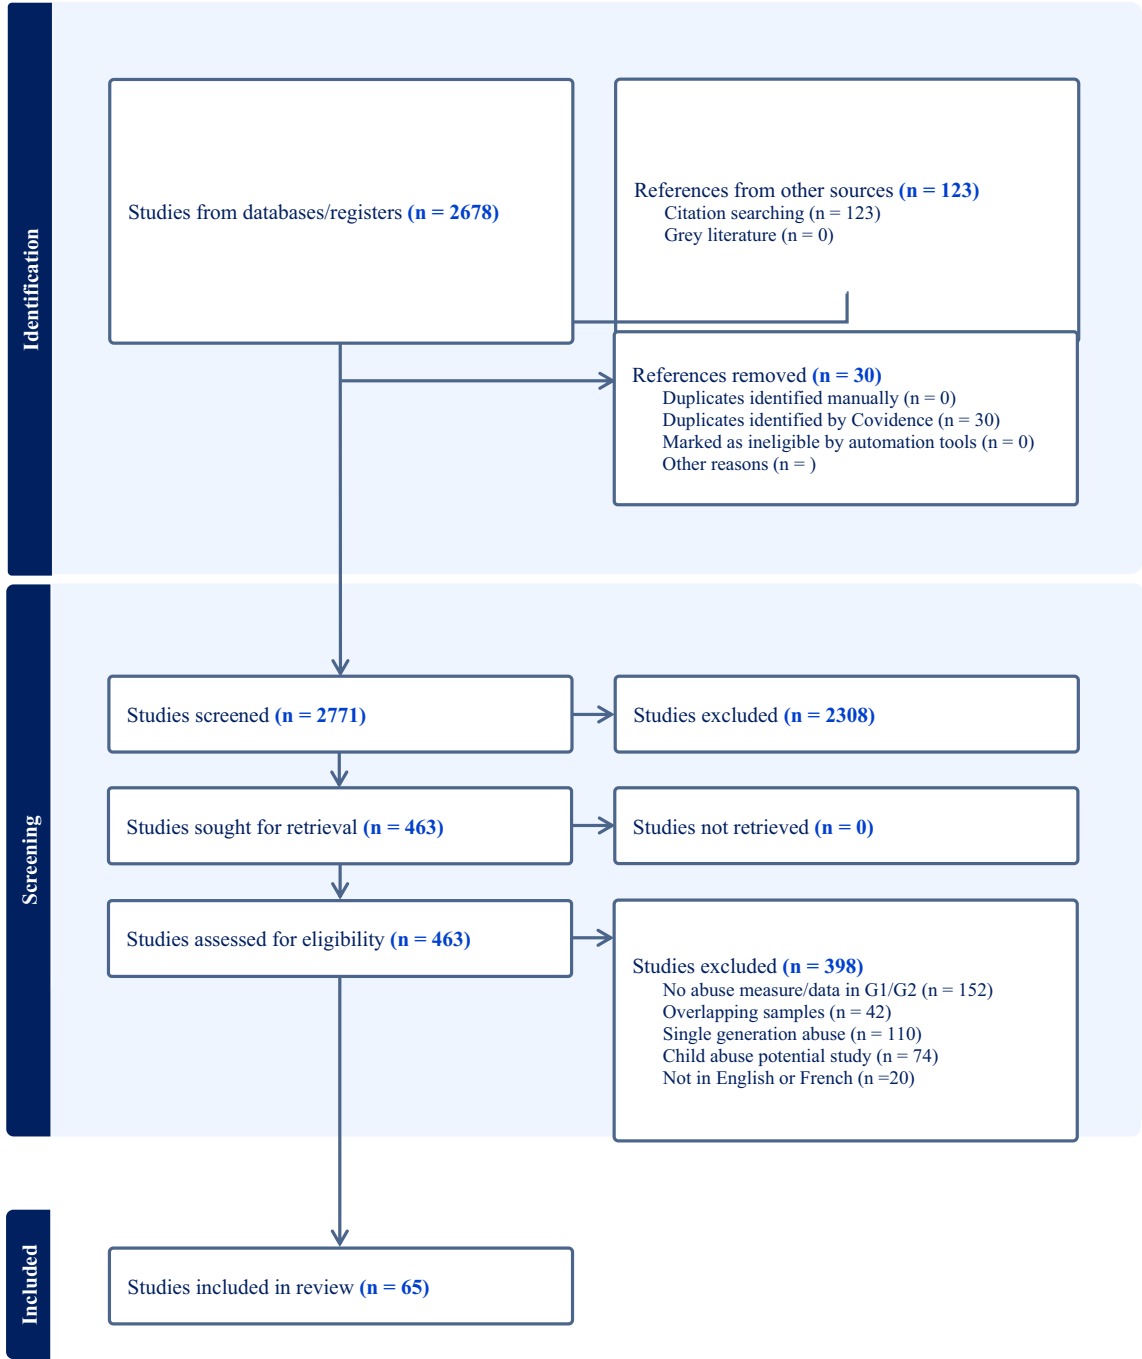 Identification
Studies from databases/registers (n = 2678)
References from other sources (n = 123)
Citation searching (n = 123)
Grey literature (n = 0)
References removed (n = 30)
Duplicates identified manually (n = 0)
Duplicates identified by Covidence (n = 30)
Marked as ineligible by automation tools (n = 0)
Other reasons (n = )
Screening
Studies screened (n = 2771)
Studies excluded (n = 2308)
Studies sought for retrieval (n = 463)
Studies not retrieved (n = 0)
Studies assessed for eligibility (n = 463)
Studies excluded (n = 398)
No abuse measure/data in G1/G2 (n = 152)
Overlapping samples (n = 42)
Single generation abuse (n = 110)
Child abuse potential study (n = 74)
Not in English or French (n =20)
Included
Studies included in review (n = 65)